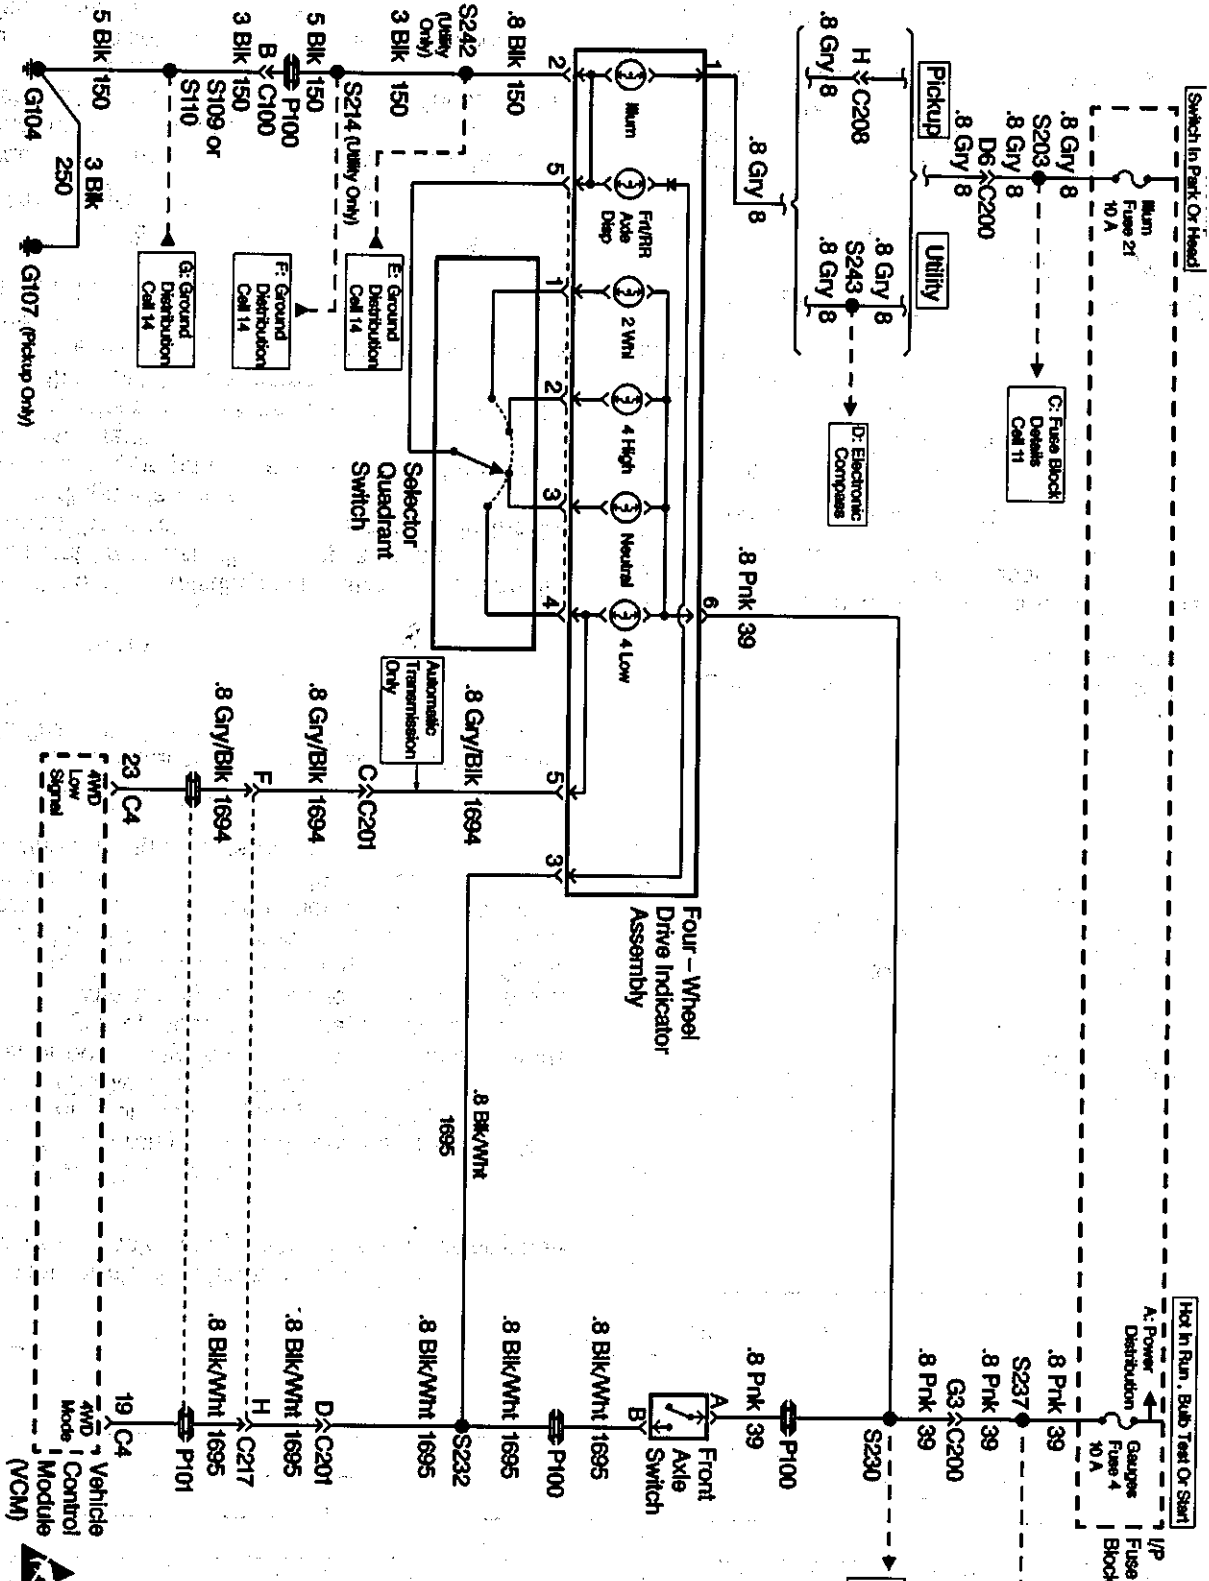 Switch In Park Or Head
Hot In Run, Bulb Test Or Start
A: Power
Distribution
I/P
Fuse
Block
Illum
Fuse 21
10 A
Gauges
Fuse 4
10 A
.8 Gry 8
S203
.8 Gry 8
D6 C200
.8 Gry 8
C: Fuse Block
Details
Cell 11
.8 Pnk 39
S237
.8 Pnk 39
G3 C200
.8 Pnk 39
S230
Pickup
Utility
H C208
.8 Gry 8
.8 Gry 8
S243
.8 Gry 8
D: Electronic
Compass
.8 Gry 8
.8 Pnk 39
P100
.8 Pnk 39
A
B
Front
Axle
Switch
1
6
Illum
Frt/RR
Axle
Disp
2 Whl
4 High
Neutral
4 Low
Four-Wheel
Drive Indicator
Assembly
2
5
1
2
3
4
5
3
Selector
Quadrant
Switch
.8 Blk 150
S242
(Utility
Only)
3 Blk 150
S214 (Utility Only)
5 Blk 150
P100
B C100
3 Blk 150
S109 or
S110
5 Blk 150
G104
3 Blk
250
G107 (Pickup Only)
E: Ground
Distribution
Cell 14
F: Ground
Distribution
Cell 14
G: Ground
Distribution
Cell 14
.8 Gry/Blk 1694
Automatic
Transmission
Only
C C201
.8 Gry/Blk 1694
F
.8 Gry/Blk 1694
23 C4
4WD
Low
Signal
.8 Blk/Wht
1695
.8 Blk/Wht 1695
P100
.8 Blk/Wht 1695
S232
.8 Blk/Wht 1695
D C201
.8 Blk/Wht 1695
H C217
.8 Blk/Wht 1695
P101
19 C4
4WD
Mode
Vehicle
Control
Module
(VCM)